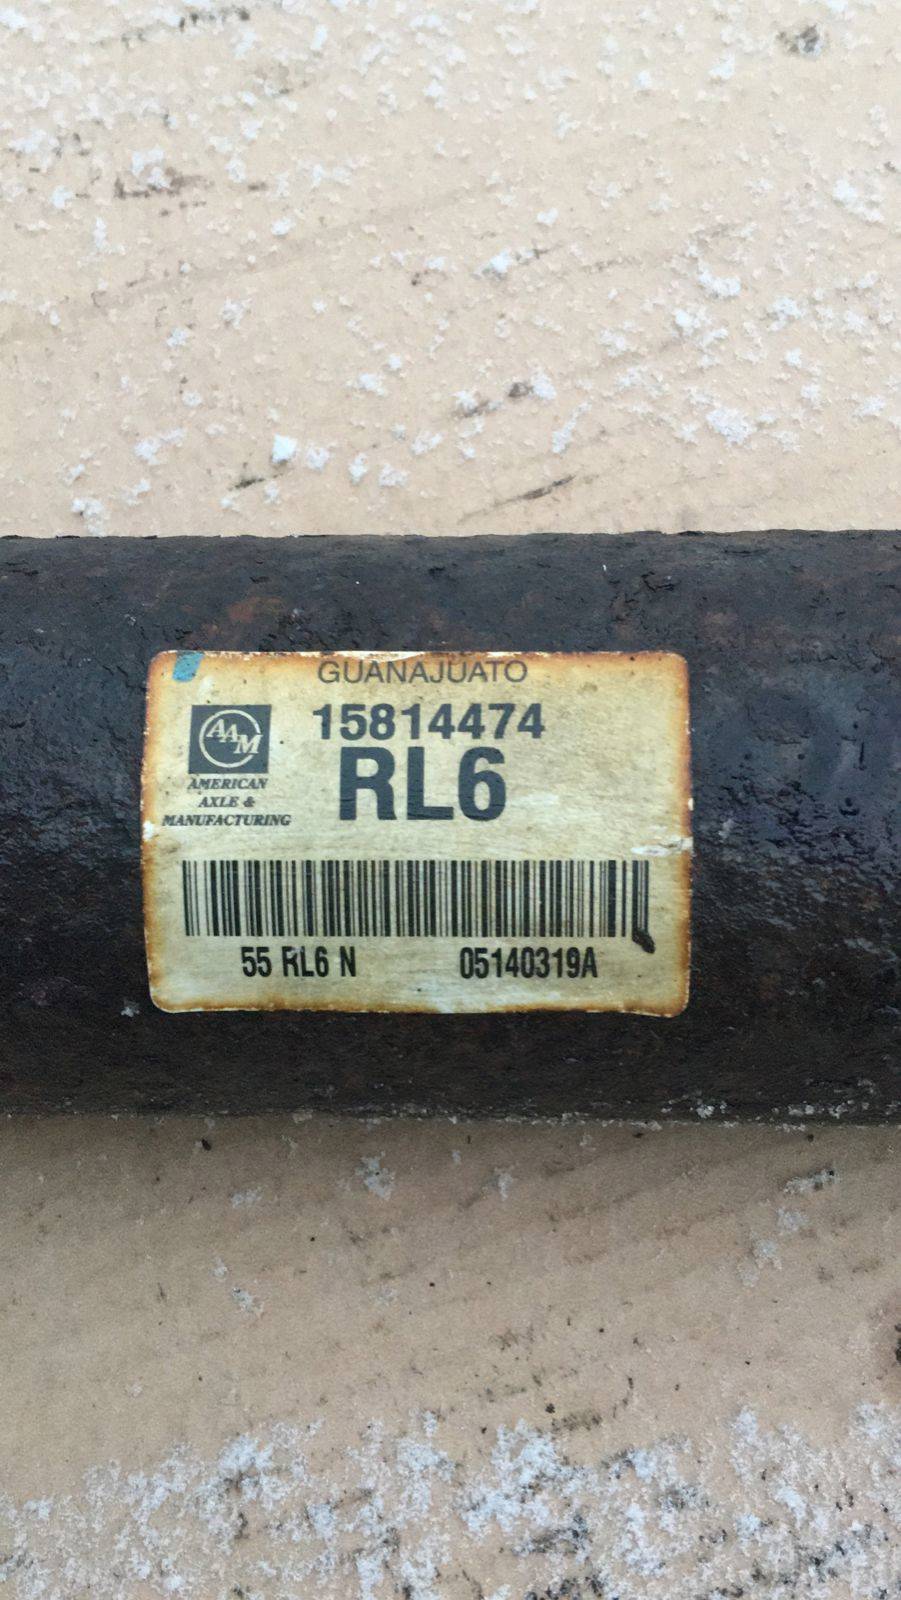 GUANAJUATO
15814474
RL6
AAM
AMERICAN
AXLE &
MANUFACTURING
55 RL6 N 05140319A